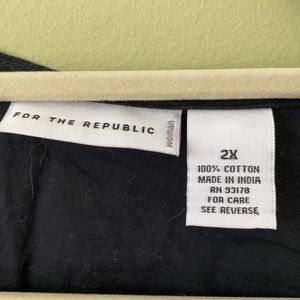 FOR THE REPUBLIC
woman
2X
100% COTTON
MADE IN INDIA
RN 93178
FOR CARE
SEE REVERSE